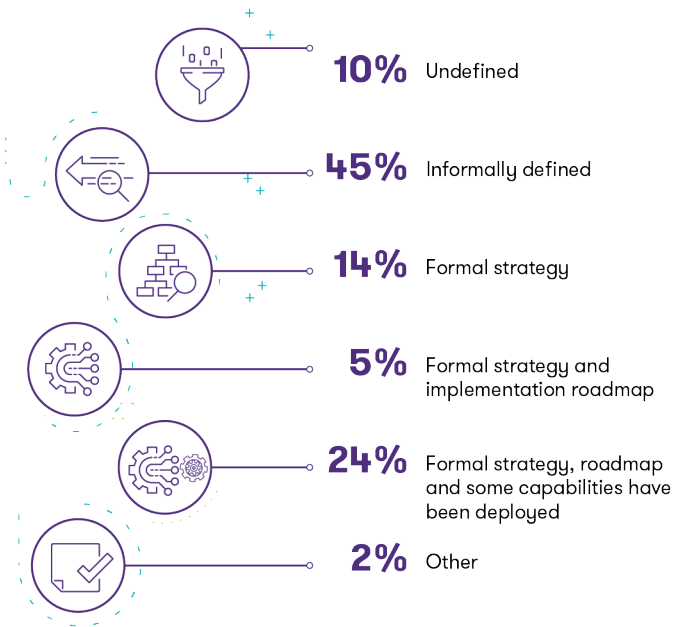 10% Undefined
45% Informally defined
14% Formal strategy
5% Formal strategy and
implementation roadmap
24% Formal strategy, roadmap
and some capabilities have
been deployed
2% Other